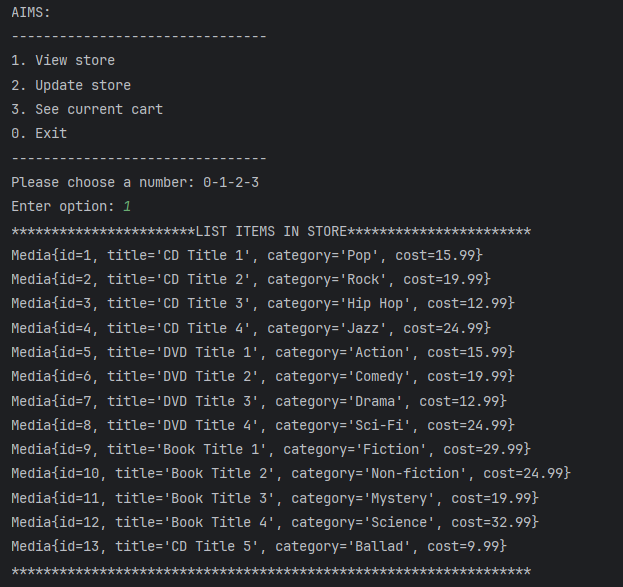 AIMS:
--------------------------------
1. View store
2. Update store
3. See current cart
0. Exit
--------------------------------
Please choose a number: 0-1-2-3
Enter option: 1
***********************LIST ITEMS IN STORE***********************
Media{id=1, title='CD Title 1', category='Pop', cost=15.99}
Media{id=2, title='CD Title 2', category='Rock', cost=19.99}
Media{id=3, title='CD Title 3', category='Hip Hop', cost=12.99}
Media{id=4, title='CD Title 4', category='Jazz', cost=24.99}
Media{id=5, title='DVD Title 1', category='Action', cost=15.99}
Media{id=6, title='DVD Title 2', category='Comedy', cost=19.99}
Media{id=7, title='DVD Title 3', category='Drama', cost=12.99}
Media{id=8, title='DVD Title 4', category='Sci-Fi', cost=24.99}
Media{id=9, title='Book Title 1', category='Fiction', cost=29.99}
Media{id=10, title='Book Title 2', category='Non-fiction', cost=24.99}
Media{id=11, title='Book Title 3', category='Mystery', cost=19.99}
Media{id=12, title='Book Title 4', category='Science', cost=32.99}
Media{id=13, title='CD Title 5', category='Ballad', cost=9.99}
*****************************************************************